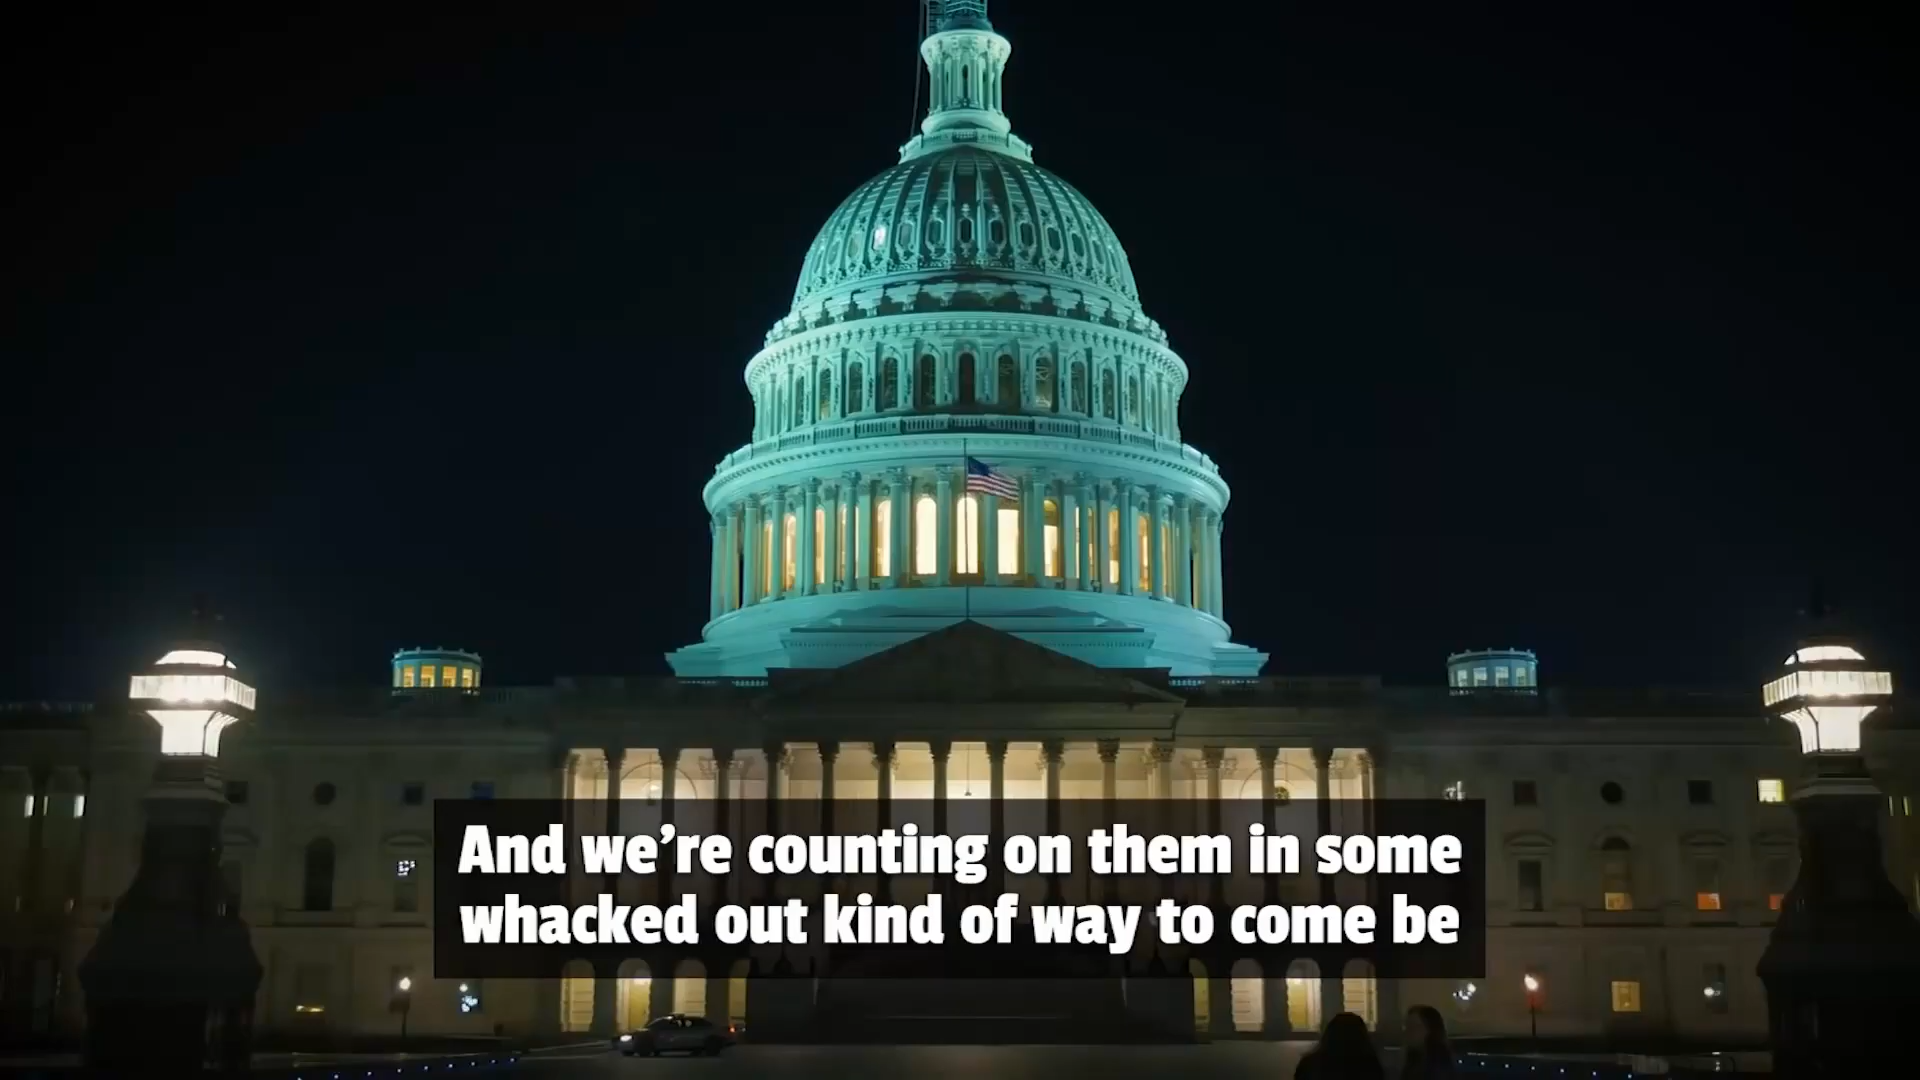 And we’re counting on them in some
whacked out kind of way to come be